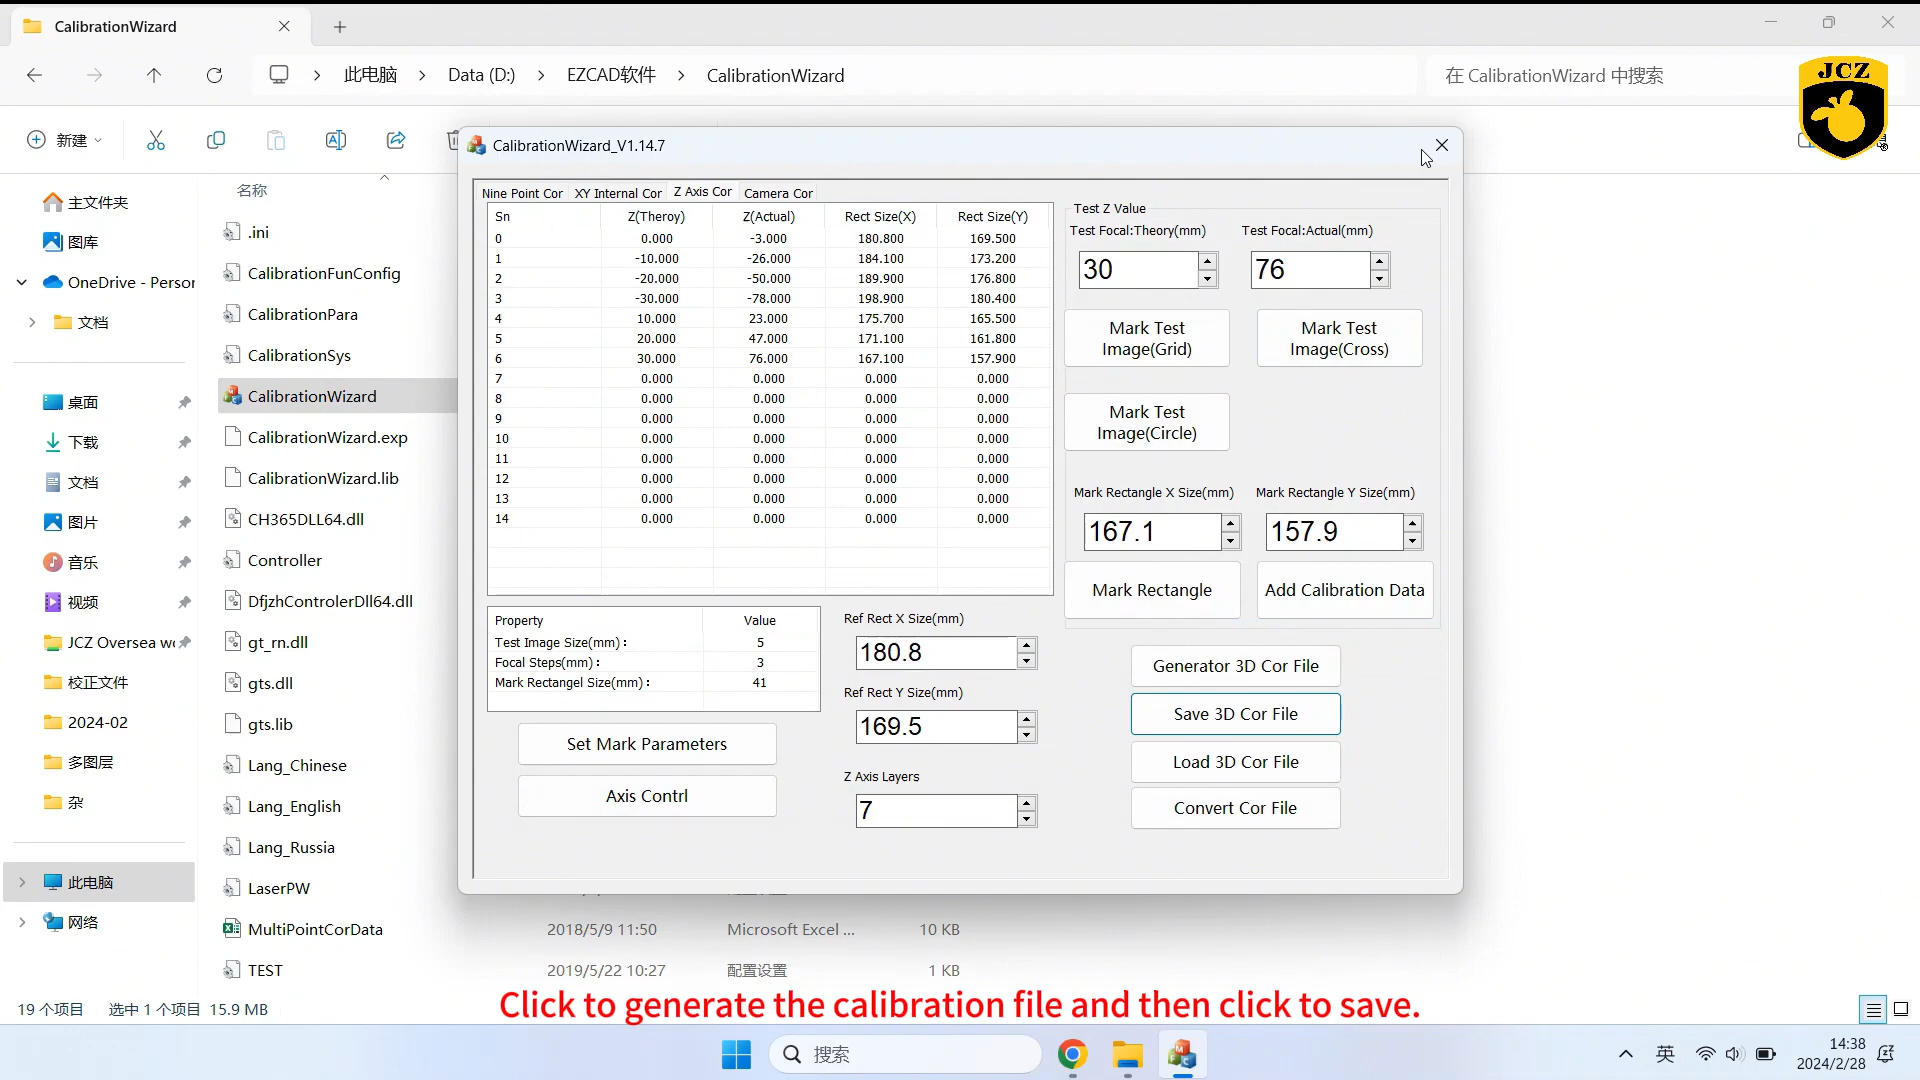 CalibrationWizard
此电脑 Data (D:) EZCAD软件 CalibrationWizard 在 CalibrationWizard 中搜索
JCZ
新建
主文件夹
图库
OneDrive - Person
文档
桌面
下载
文档
图片
音乐
视频
JCZ Oversea wo
校正文件
2024-02
多图层
杂
此电脑
网络
名称
.ini
CalibrationFunConfig
CalibrationPara
CalibrationSys
CalibrationWizard
CalibrationWizard.exp
CalibrationWizard.lib
CH365DLL64.dll
Controller
DfjzhControlerDll64.dll
gt_rn.dll
gts.dll
gts.lib
Lang_Chinese
Lang_English
Lang_Russia
LaserPW
MultiPointCorData 2018/5/9 11:50 Microsoft Excel ... 10 KB
TEST 2019/5/22 10:27 配置设置 1 KB
CalibrationWizard_V1.14.7
Nine Point Cor XY Internal Cor Z Axis Cor Camera Cor
Sn Z(Theroy) Z(Actual) Rect Size(X) Rect Size(Y)
0 0.000 -3.000 180.800 169.500
1 -10.000 -26.000 184.100 173.200
2 -20.000 -50.000 189.900 176.800
3 -30.000 -78.000 198.900 180.400
4 10.000 23.000 175.700 165.500
5 20.000 47.000 171.100 161.800
6 30.000 76.000 167.100 157.900
7 0.000 0.000 0.000 0.000
8 0.000 0.000 0.000 0.000
9 0.000 0.000 0.000 0.000
10 0.000 0.000 0.000 0.000
11 0.000 0.000 0.000 0.000
12 0.000 0.000 0.000 0.000
13 0.000 0.000 0.000 0.000
14 0.000 0.000 0.000 0.000
Property Value
Test Image Size(mm) : 5
Focal Steps(mm) : 3
Mark Rectangel Size(mm) : 41
Set Mark Parameters
Axis Contrl
Ref Rect X Size(mm)
180.8
Ref Rect Y Size(mm)
169.5
Z Axis Layers
7
Test Z Value
Test Focal:Theory(mm) Test Focal:Actual(mm)
30 76
Mark Test Image(Grid)
Mark Test Image(Cross)
Mark Test Image(Circle)
Mark Rectangle X Size(mm) Mark Rectangle Y Size(mm)
167.1 157.9
Mark Rectangle Add Calibration Data
Generator 3D Cor File
Save 3D Cor File
Load 3D Cor File
Convert Cor File
19 个项目 选中 1 个项目 15.9 MB
Click to generate the calibration file and then click to save.
搜索
英
14:38
2024/2/28